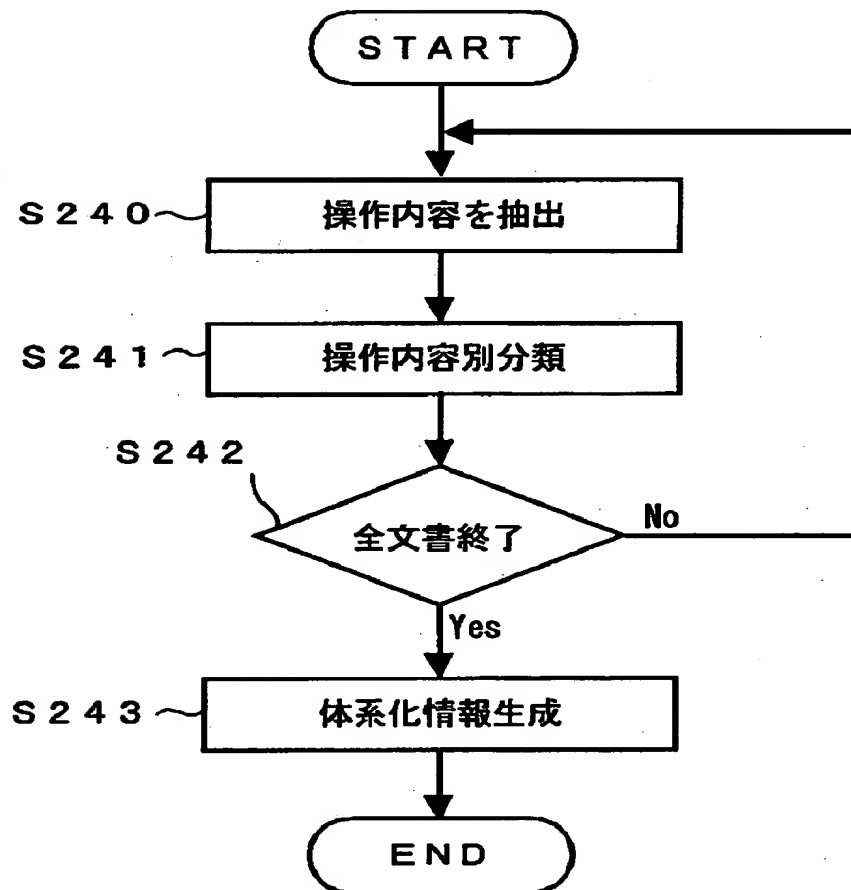 START
S240
操作内容を抽出
S241
操作内容別分類
S242
全文書終了
No
Yes
S243
体系化情報生成
END